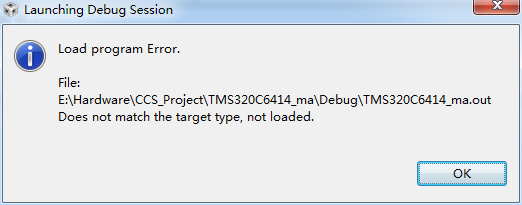 Launching Debug Session
Load program Error.
File:
E:\Hardware\CCS_Project\TMS320C6414_ma\Debug\TMS320C6414_ma.out
Does not match the target type, not loaded.
OK